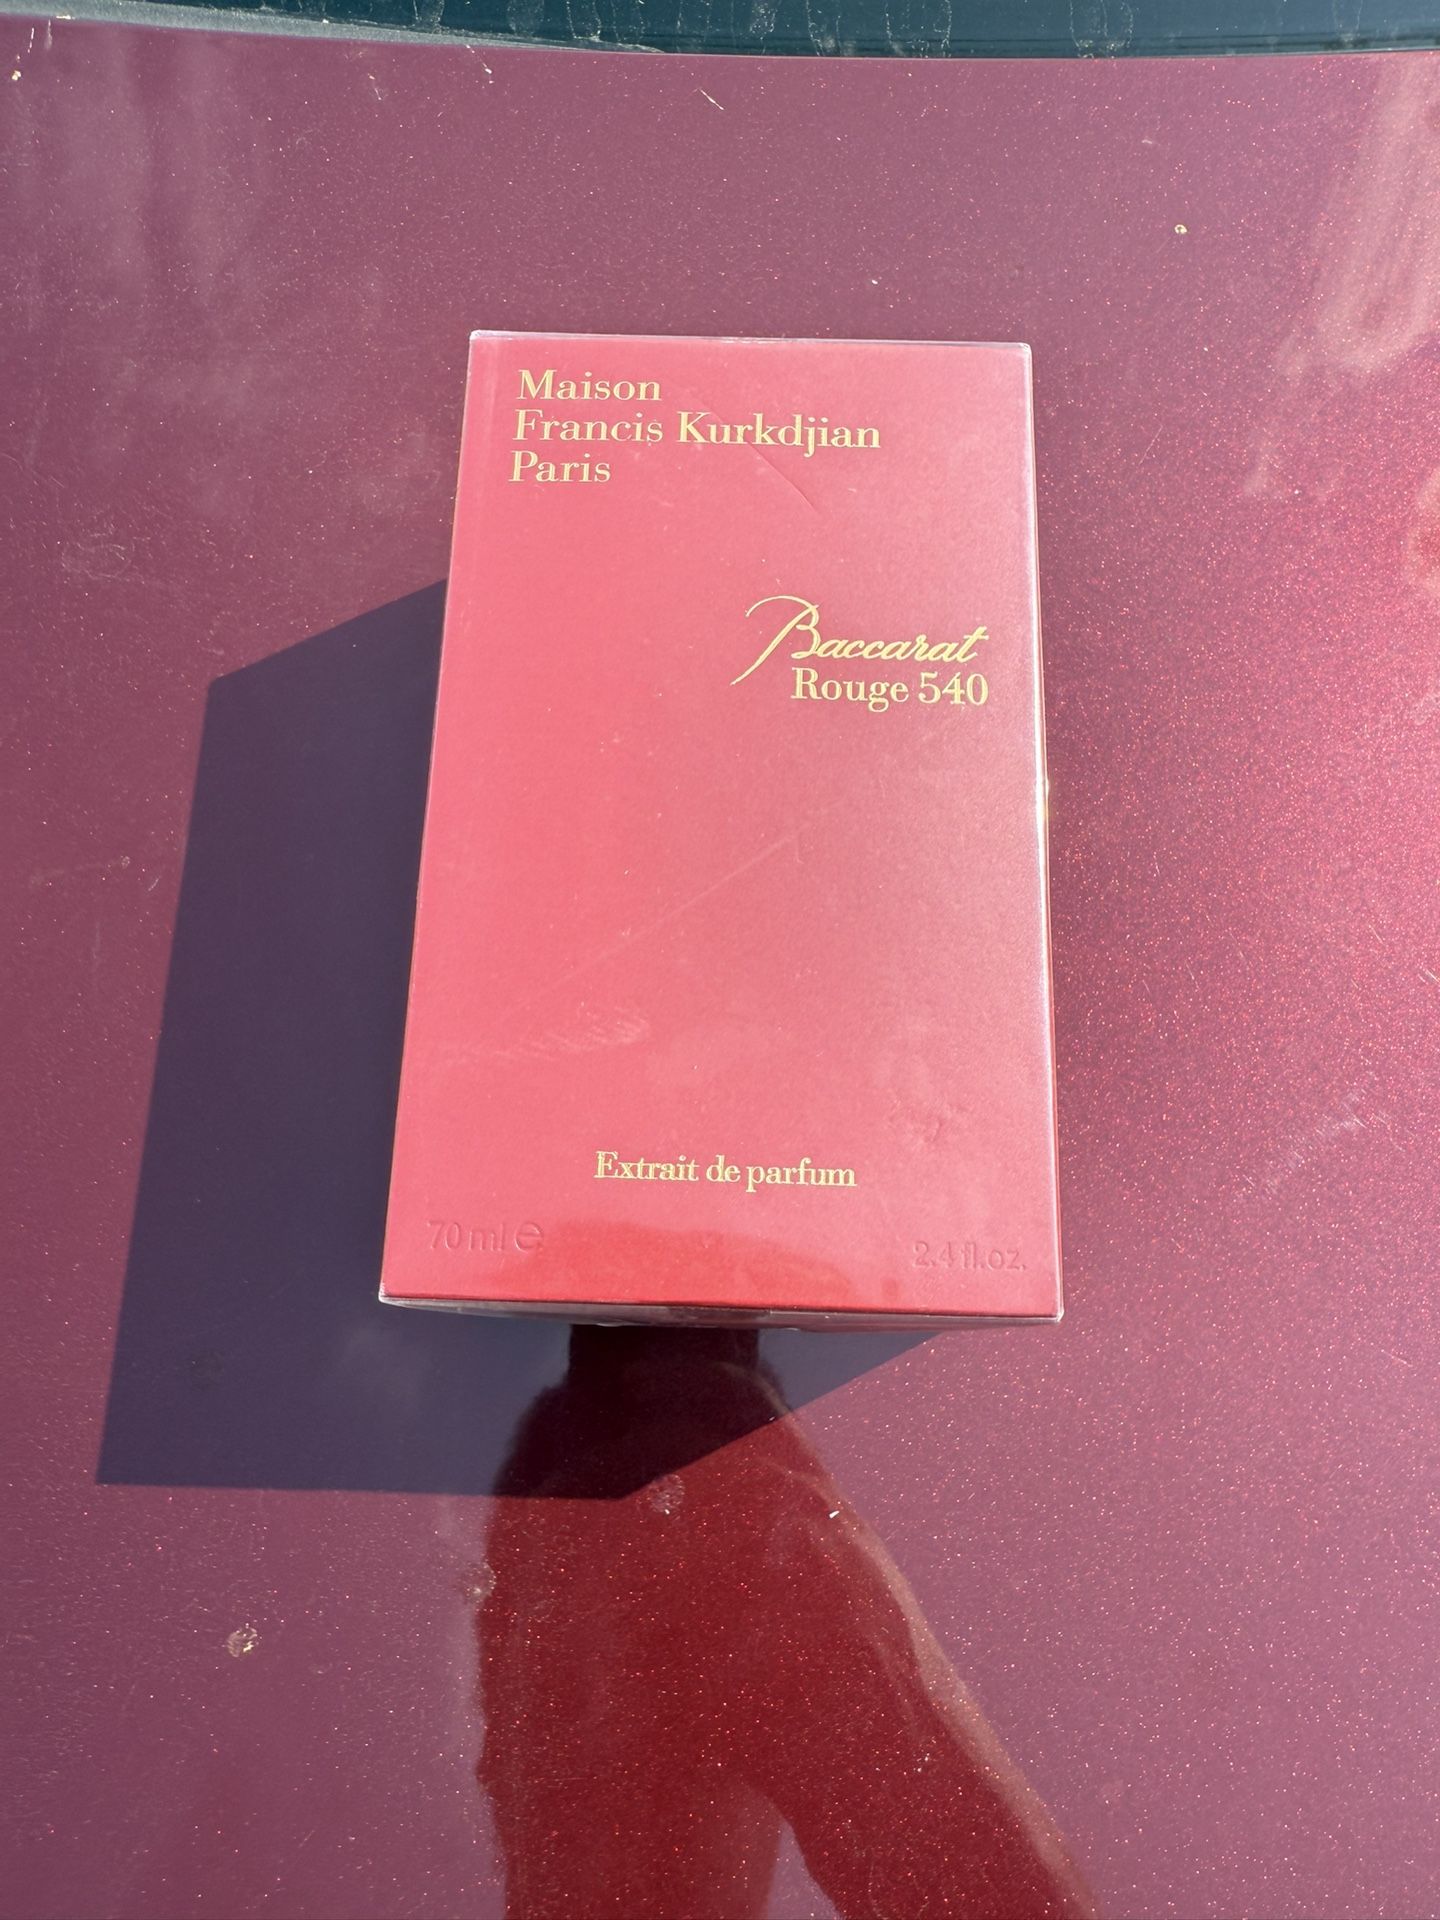 Maison
Francis Kurkdjian
Paris
Baccarat
Rouge 540
Extrait de parfum
70 ml ℮
2.4 fl.oz.